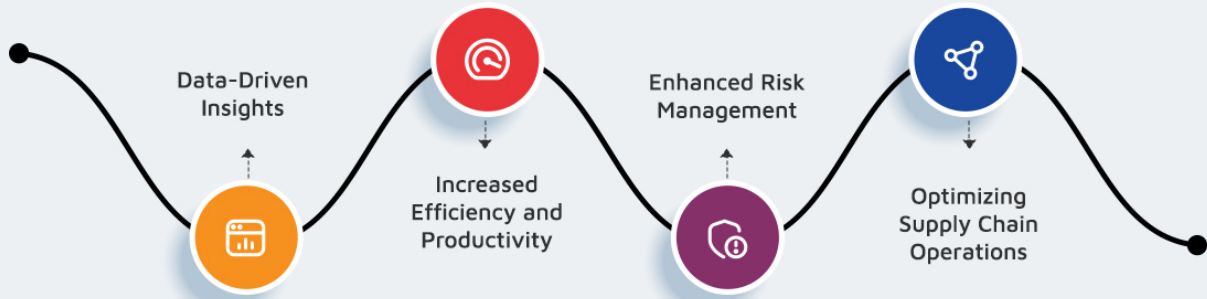 Data-Driven
Insights
Increased
Efficiency and
Productivity
Enhanced Risk
Management
Optimizing
Supply Chain
Operations